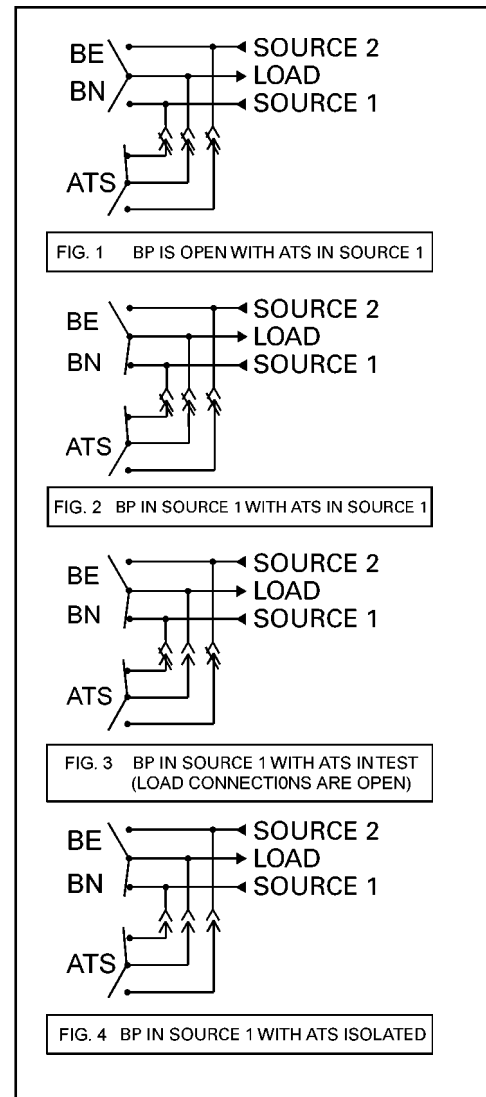 BE
SOURCE 2
LOAD
BN
SOURCE 1
ATS
FIG. 1 BP IS OPEN WITH ATS IN SOURCE 1
BE
SOURCE 2
LOAD
BN
SOURCE 1
ATS
FIG. 2 BP IN SOURCE 1 WITH ATS IN SOURCE 1
BE
SOURCE 2
LOAD
BN
SOURCE 1
ATS
FIG. 3 BP IN SOURCE 1 WITH ATS IN TEST
(LOAD CONNECTIONS ARE OPEN)
BE
SOURCE 2
LOAD
BN
SOURCE 1
ATS
FIG. 4 BP IN SOURCE 1 WITH ATS ISOLATED